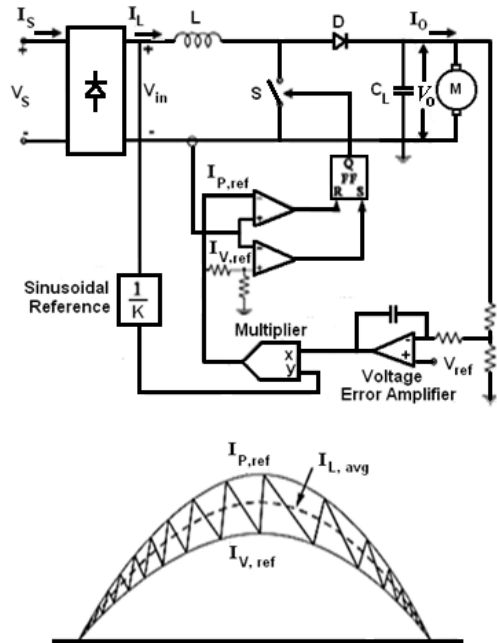 I_S
I_L
L
D
I_O
+
+
V_S
V_in
S
C_L
V_o
M
-
-
Q
FF
R S
I_P,ref
-
+
I_V,ref
-
+
Sinusoidal
Reference
1
K
Multiplier
x
y
-
+
V_ref
Voltage
Error Amplifier
I_P,ref
I_L, avg
I_V, ref